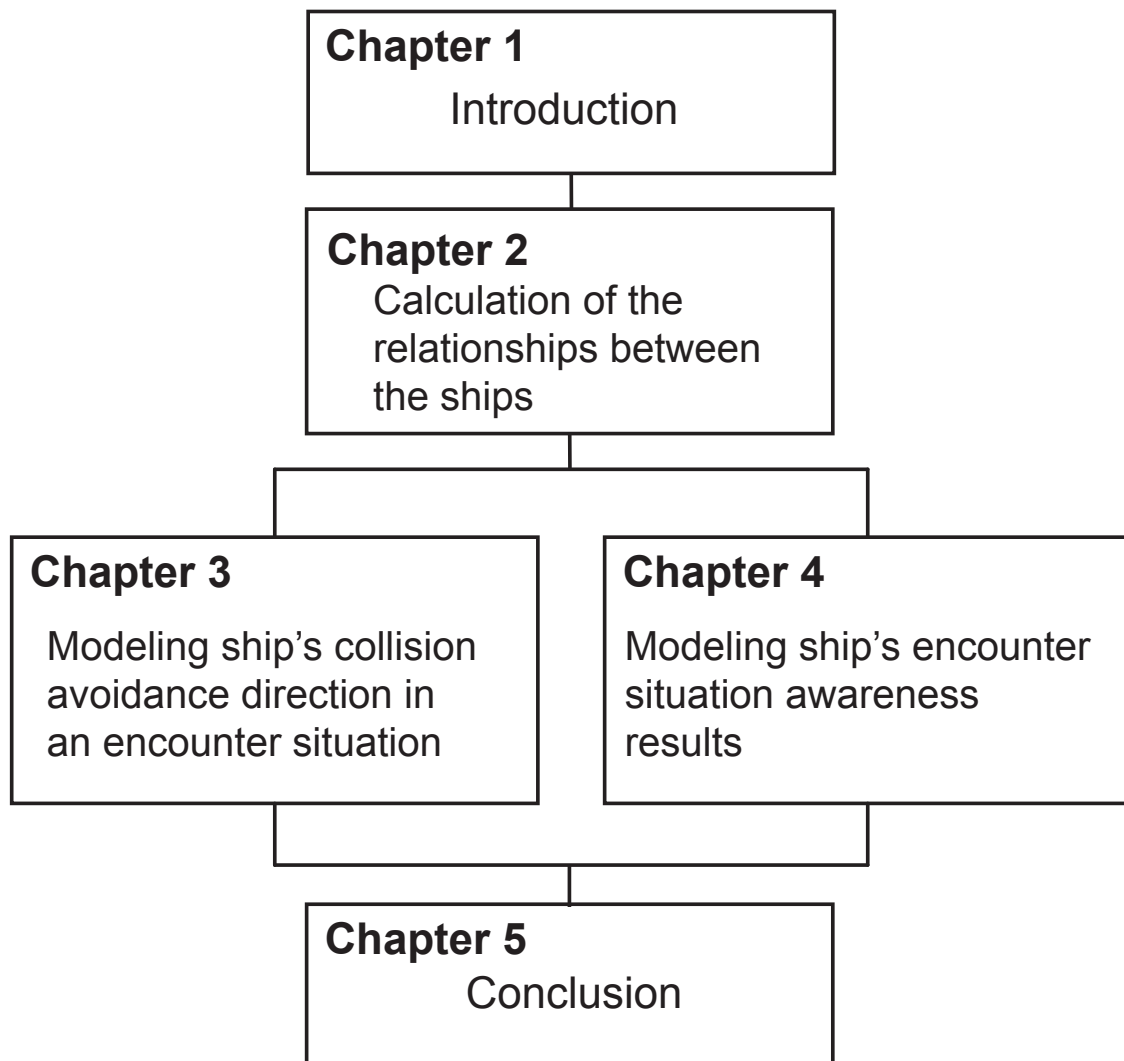 Chapter 1
Introduction
Chapter 2
Calculation of the
relationships between
the ships
Chapter 3
Modeling ship’s collision
avoidance direction in
an encounter situation
Chapter 4
Modeling ship’s encounter
situation awareness
results
Chapter 5
Conclusion